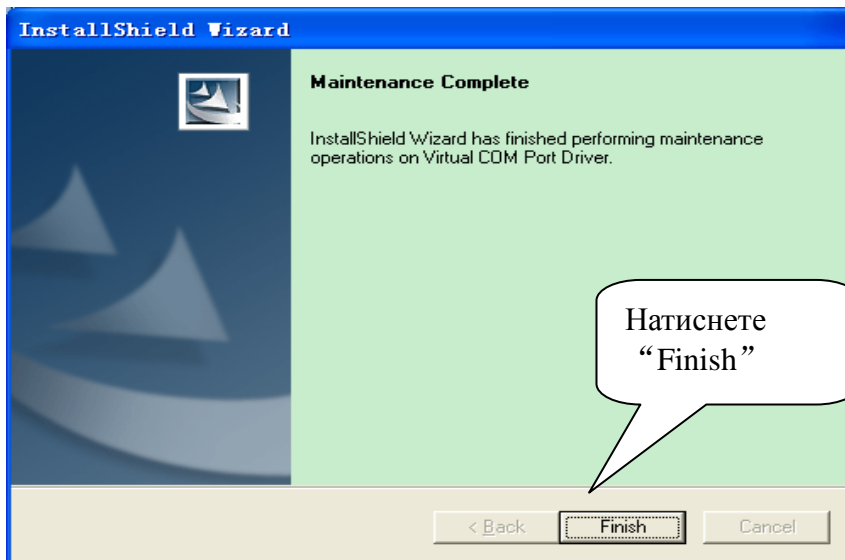 InstallShield Wizard
Maintenance Complete
InstallShield Wizard has finished performing maintenance
operations on Virtual COM Port Driver.
Натиснете
“Finish”
< Back
Finish
Cancel